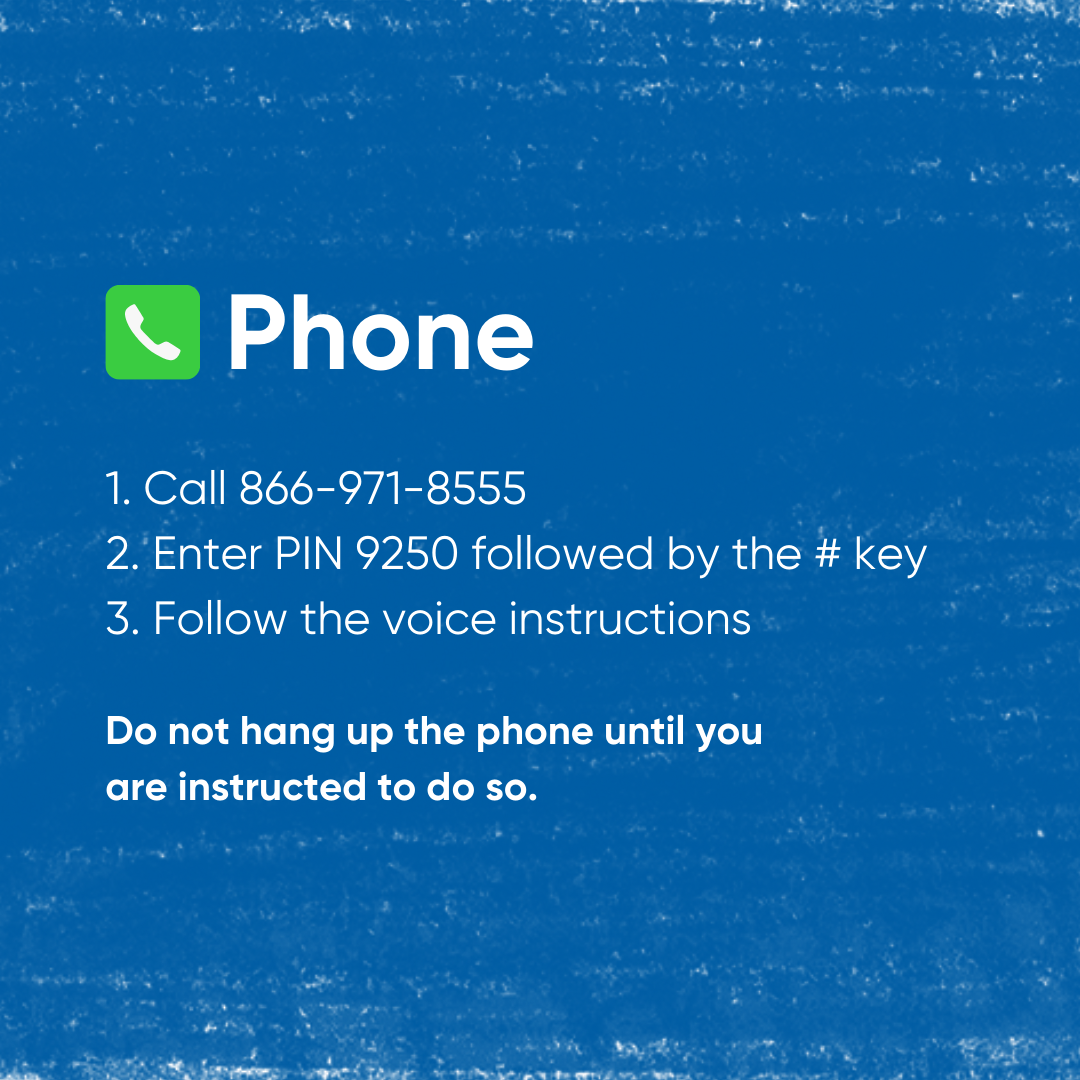 Phone
1. Call 866-971-8555
2. Enter PIN 9250 followed by the # key
3. Follow the voice instructions
Do not hang up the phone until you
are instructed to do so.